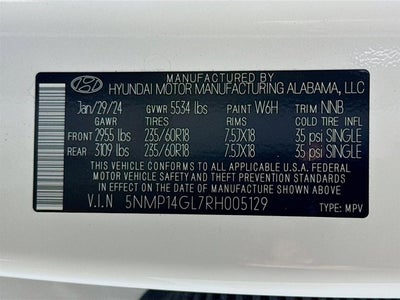 MANUFACTURED BY
HYUNDAI MOTOR MANUFACTURING ALABAMA, LLC
Jan/29/24 GVWR 5534 lbs PAINT W6H TRIM NNB
GAWR TIRES RIMS COLD TIRE INFL
FRONT 2955 lbs 235/60R18 7.5JX18 35 psi SINGLE
REAR 3109 lbs 235/60R18 7.5JX18 35 psi SINGLE
THIS VEHICLE CONFORMS TO ALL APPLICABLE U.S.A. FEDERAL
MOTOR VEHICLE SAFETY, BUMPER, AND THEFT PREVENTION
STANDARDS IN EFFECT ON THE DATE OF MANUFACTURE SHOWN ABOVE.
V.I.N 5NMP14GL7RH005129 TYPE: MPV